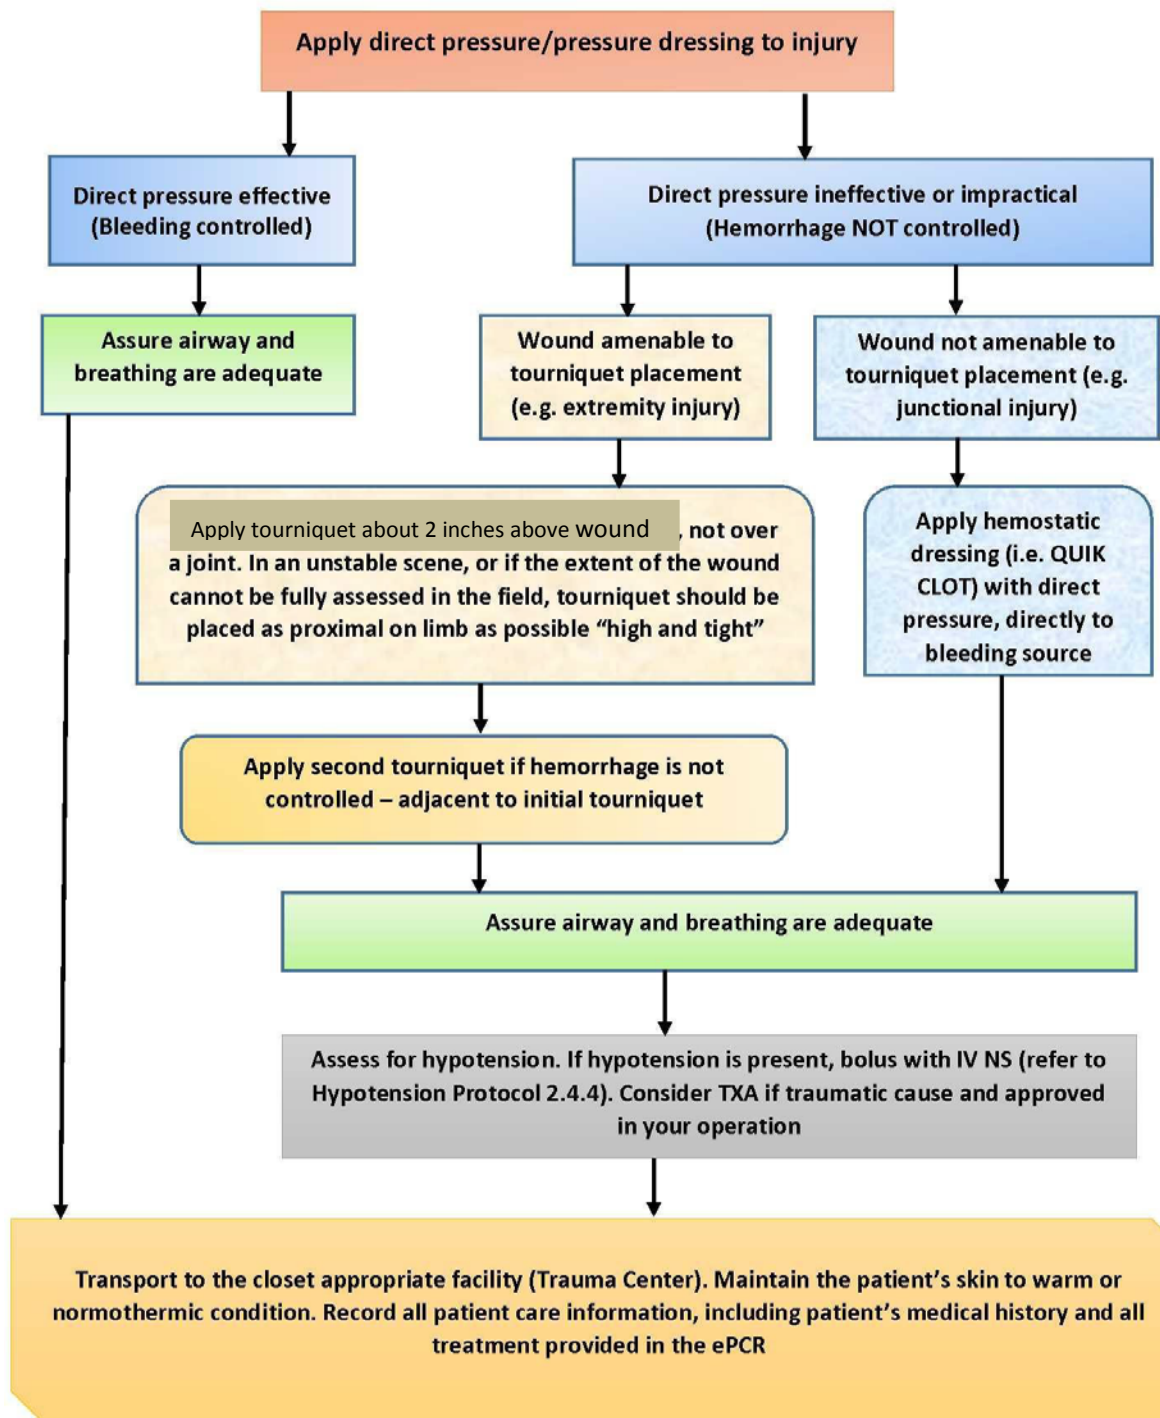 Apply direct pressure/pressure dressing to injury
Direct pressure effective
(Bleeding controlled)
Direct pressure ineffective or impractical
(Hemorrhage NOT controlled)
Assure airway and
breathing are adequate
Wound amenable to
tourniquet placement
(e.g. extremity injury)
Wound not amenable to
tourniquet placement (e.g.
junctional injury)
Apply tourniquet about 2 inches above wound , not over
a joint. In an unstable scene, or if the extent of the wound
cannot be fully assessed in the field, tourniquet should be
placed as proximal on limb as possible “high and tight”
Apply hemostatic
dressing (i.e. QUIK
CLOT) with direct
pressure, directly to
bleeding source
Apply second tourniquet if hemorrhage is not
controlled – adjacent to initial tourniquet
Assure airway and breathing are adequate
Assess for hypotension. If hypotension is present, bolus with IV NS (refer to
Hypotension Protocol 2.4.4). Consider TXA if traumatic cause and approved
in your operation
Transport to the closet appropriate facility (Trauma Center). Maintain the patient’s skin to warm or
normothermic condition. Record all patient care information, including patient’s medical history and all
treatment provided in the ePCR